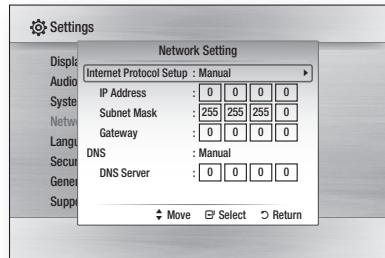 Settings
Network Setting
Displa
Internet Protocol Setup : Manual
Audio
IP Address : 0 0 0 0
Syste
Subnet Mask : 255 255 255 0
Netw
Gateway : 0 0 0 0
Langu
DNS : Manual
Secur
DNS Server : 0 0 0 0
Gener
Suppo
Move Select Return